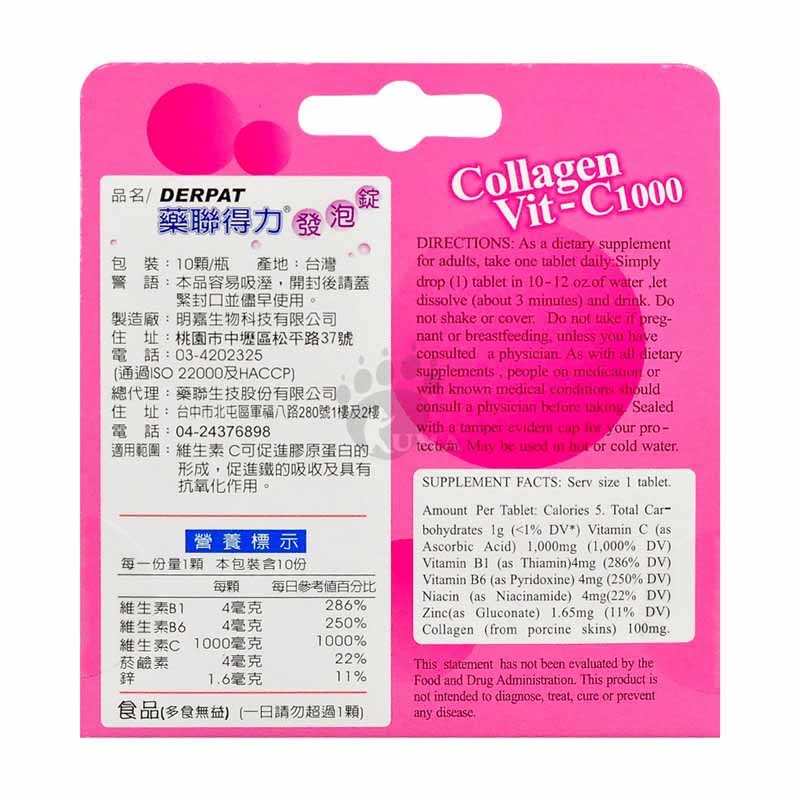 品名/ DERPAT
藥聯得力® 發泡錠
包　裝：10顆/瓶　產地：台灣
警　語：本品容易吸溼，開封後請蓋
緊封口並儘早使用。
製造廠：明嘉生物科技有限公司
住　址：桃園市中壢區松平路37號
電　話：03-4202325
(通過ISO 22000及HACCP)
總代理：藥聯生技股份有限公司
住　址：台中市北屯區軍福八路280號1樓及2樓
電　話：04-24376898
適用範圍：維生素 C可促進膠原蛋白的
形成，促進鐵的吸收及具有
抗氧化作用。
營養標示
每一份量1顆　本包裝含10份
每顆　每日參考值百分比
維生素B1　4毫克　286%
維生素B6　4毫克　250%
維生素C　1000毫克　1000%
菸鹼素　4毫克　22%
鋅　1.6毫克　11%
食品(多食無益)(一日請勿超過1顆)
Collagen
Vit-C1000
DIRECTIONS: As a dietary supplement
for adults, take one tablet daily:Simply
drop (1) tablet in 10-12 oz.of water ,let
dissolve (about 3 minutes) and drink. Do
not shake or cover. Do not take if preg-
nant or breastfeeding, unless you have
consulted a physician. As with all dietary
supplements , people on medication or
with known medical conditions should
consult a physician before taking. Sealed
with a tamper evident cap for your pro-
tection. May be used in hot or cold water.
SUPPLEMENT FACTS: Serv size 1 tablet.
Amount Per Tablet: Calories 5. Total Car-
bohydrates 1g (<1% DV*) Vitamin C (as
Ascorbic Acid) 1,000mg (1,000% DV)
Vitamin B1 (as Thiamin)4mg (286% DV)
Vitamin B6 (as Pyridoxine) 4mg (250% DV)
Niacin (as Niacinamide) 4mg(22% DV)
Zinc(as Gluconate) 1.65mg (11% DV)
Collagen (from porcine skins) 100mg.
This statement has not been evaluated by the
Food and Drug Administration. This product is
not intended to diagnose, treat, cure or prevent
any disease.